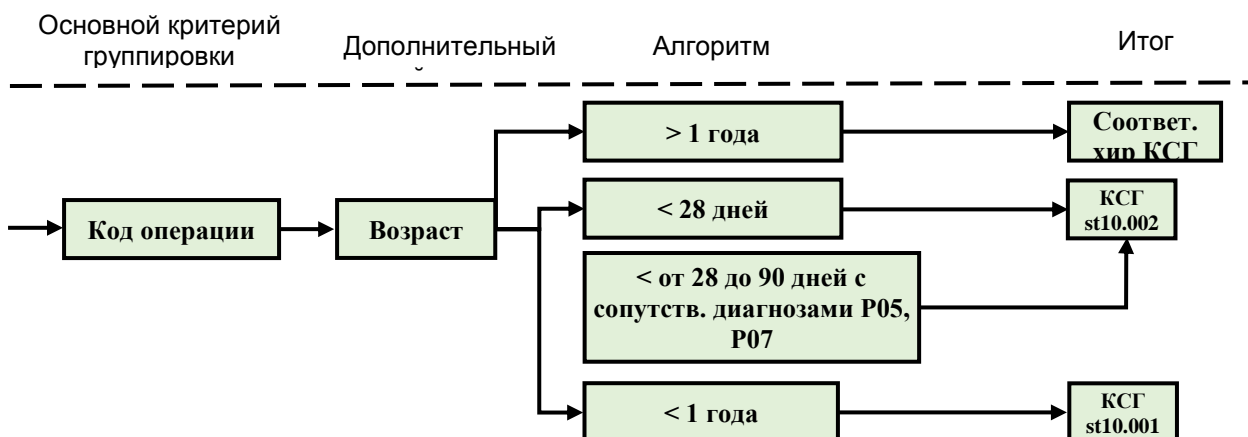 Основной критерий
группировки
Дополнительный
Алгоритм
Итог
> 1 года
Соответ.
хир КСГ
Код операции
Возраст
< 28 дней
КСГ
st10.002
< от 28 до 90 дней с
сопутств. диагнозами P05,
P07
< 1 года
КСГ
st10.001